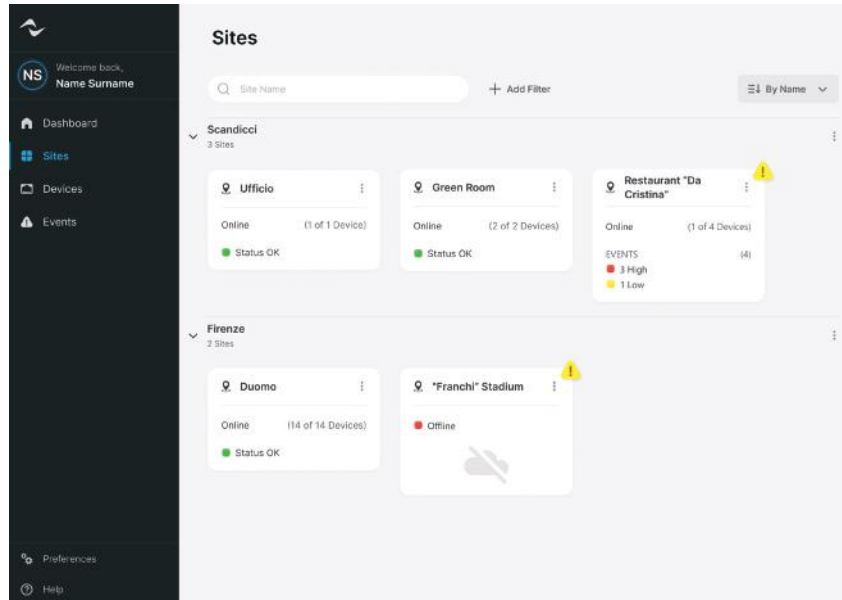 Sites
NS
Welcome back,
Name Surname
Site Name
Add Filter
By Name
Dashboard
Sites
Devices
Events
Scandicci
3 Sites
Ufficio
Online (1 of 1 Device)
Status OK
Green Room
Online (2 of 2 Devices)
Status OK
Restaurant "Da
Cristina"
Online (1 of 4 Devices)
EVENTS (4)
3 High
1 Low
Firenze
2 Sites
Duomo
Online (14 of 14 Devices)
Status OK
"Franchi" Stadium
Offline
Preferences
Help